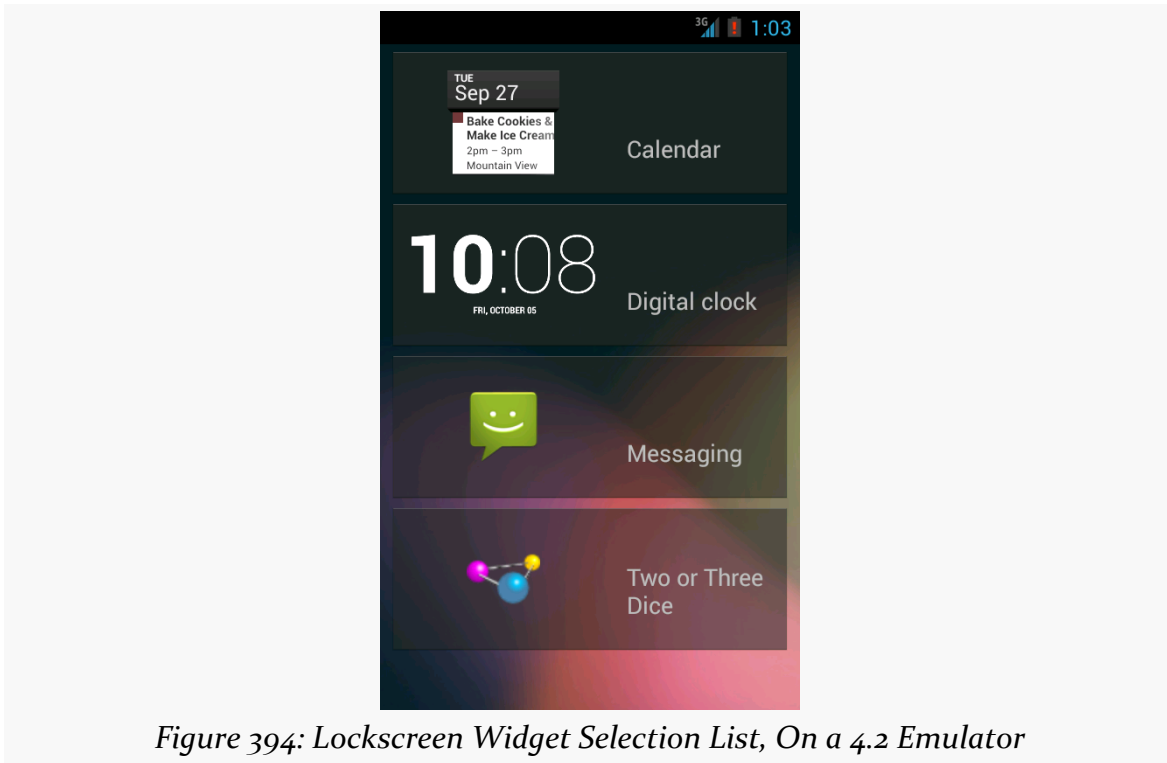 3G 1:03
TUE
Sep 27
Bake Cookies &
Make Ice Cream
2pm – 3pm
Mountain View
Calendar
10:08
FRI, OCTOBER 05
Digital clock
Messaging
Two or Three
Dice
Figure 394: Lockscreen Widget Selection List, On a 4.2 Emulator